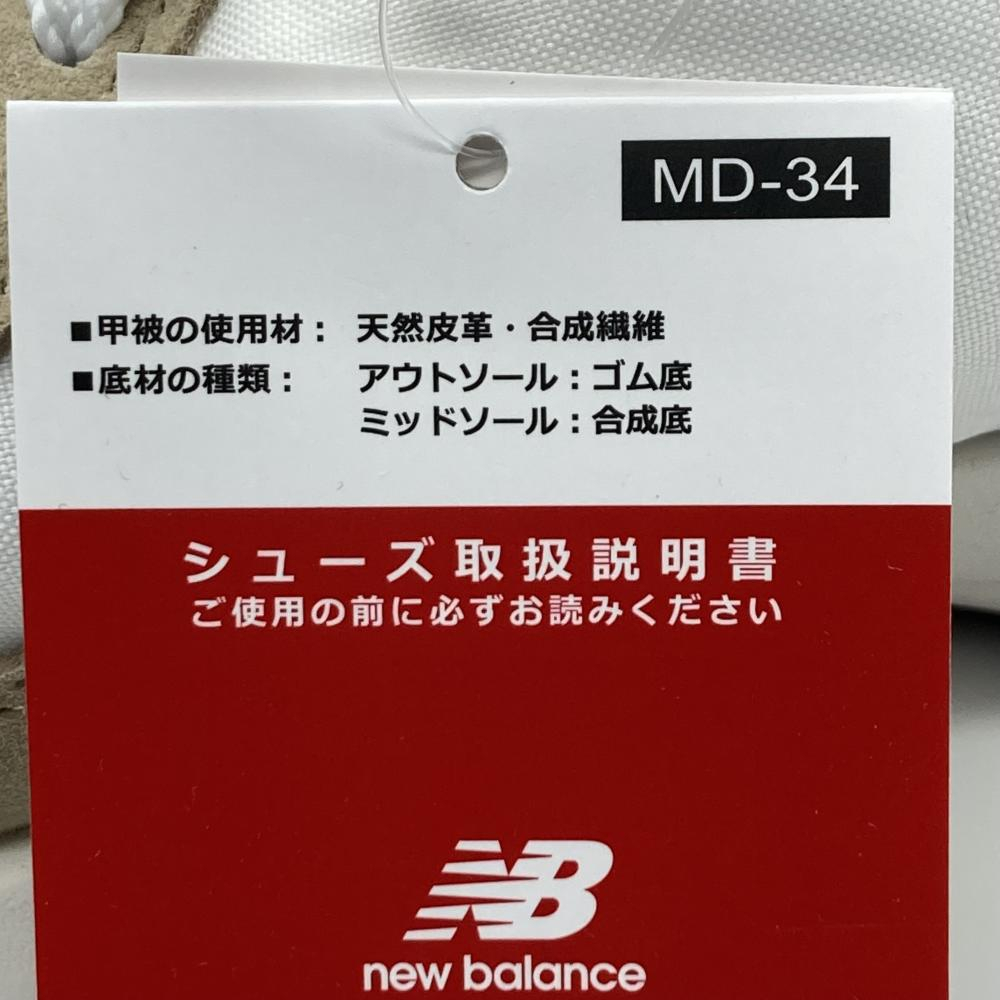 MD-34
■甲被の使用材： 天然皮革・合成繊維
■底材の種類： アウトソール：ゴム底
ミッドソール：合成底
シューズ取扱説明書
ご使用の前に必ずお読みください
NB
new balance